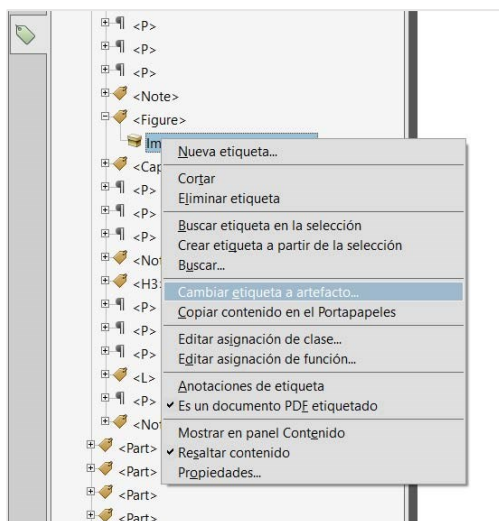 <P>
<P>
<P>
<Note>
<Figure>
Im
<Cap
<P>
<P>
<P>
<Not
<H3>
<P>
<P>
<P>
<L>
<P>
<Not
<Part>
<Part>
<Part>
<Part>
Nueva etiqueta...
Cortar
Eliminar etiqueta
Buscar etiqueta en la selección
Crear etiqueta a partir de la selección
Buscar...
Cambiar etiqueta a artefacto...
Copiar contenido en el Portapapeles
Editar asignación de clase...
Editar asignación de función...
Anotaciones de etiqueta
Es un documento PDF etiquetado
Mostrar en panel Contenido
Resaltar contenido
Propiedades...